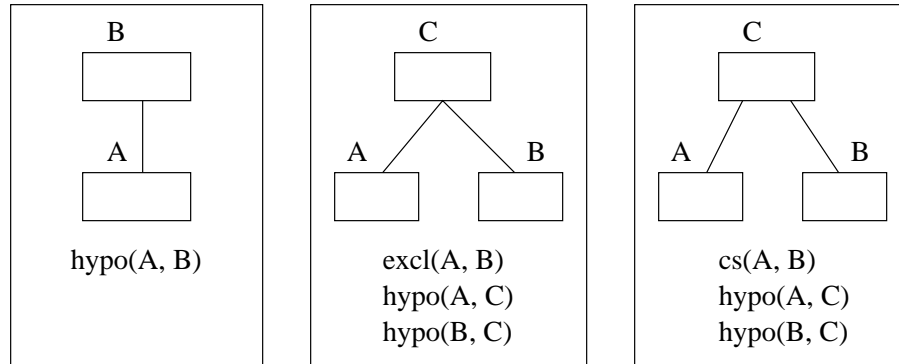 B
A
hypo(A, B)
C
A
B
excl(A, B)
hypo(A, C)
hypo(B, C)
C
A
B
cs(A, B)
hypo(A, C)
hypo(B, C)